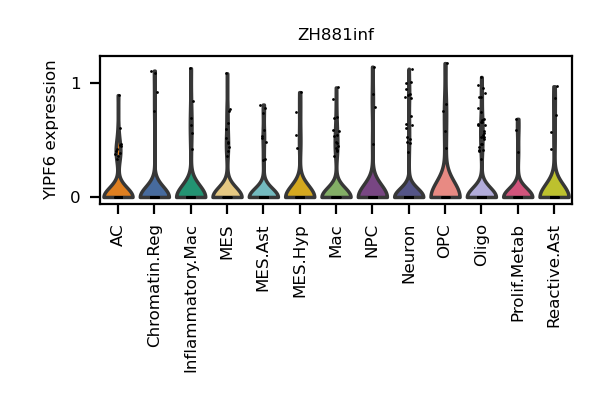 ZH881inf
YIPF6 expression
1
0
AC
Chromatin.Reg
Inflammatory.Mac
MES
MES.Ast
MES.Hyp
Mac
NPC
Neuron
OPC
Oligo
Prolif.Metab
Reactive.Ast